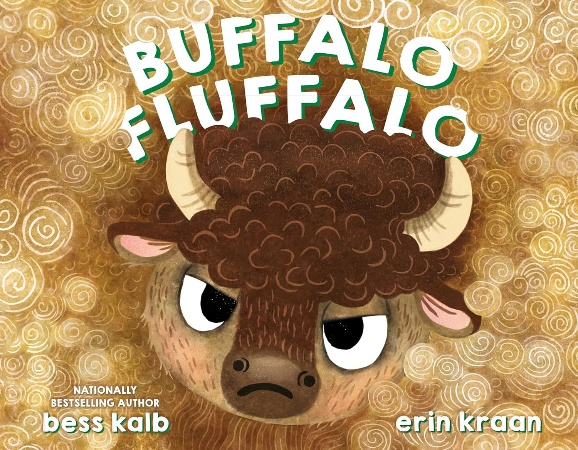 BUFFALO
FLUFFALO
NATIONALLY
BESTSELLING AUTHOR
bess kalb
erin kraan